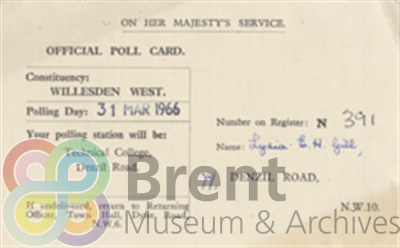 ON HER MAJESTY'S SERVICE.
OFFICIAL POLL CARD.
Constituency:
WILLESDEN WEST.
Polling Day: 31 MAR 1966
Your polling station will be:
Technical College,
Denzil Road.
If undelivered, return to Returning
Officer, Town Hall, Dyne Road,
N.W.6.
Number on Register: N 391
Name: Lydia E. H. Gill,
DENZIL ROAD,
N.W.10.
Brent
Museum & Archives